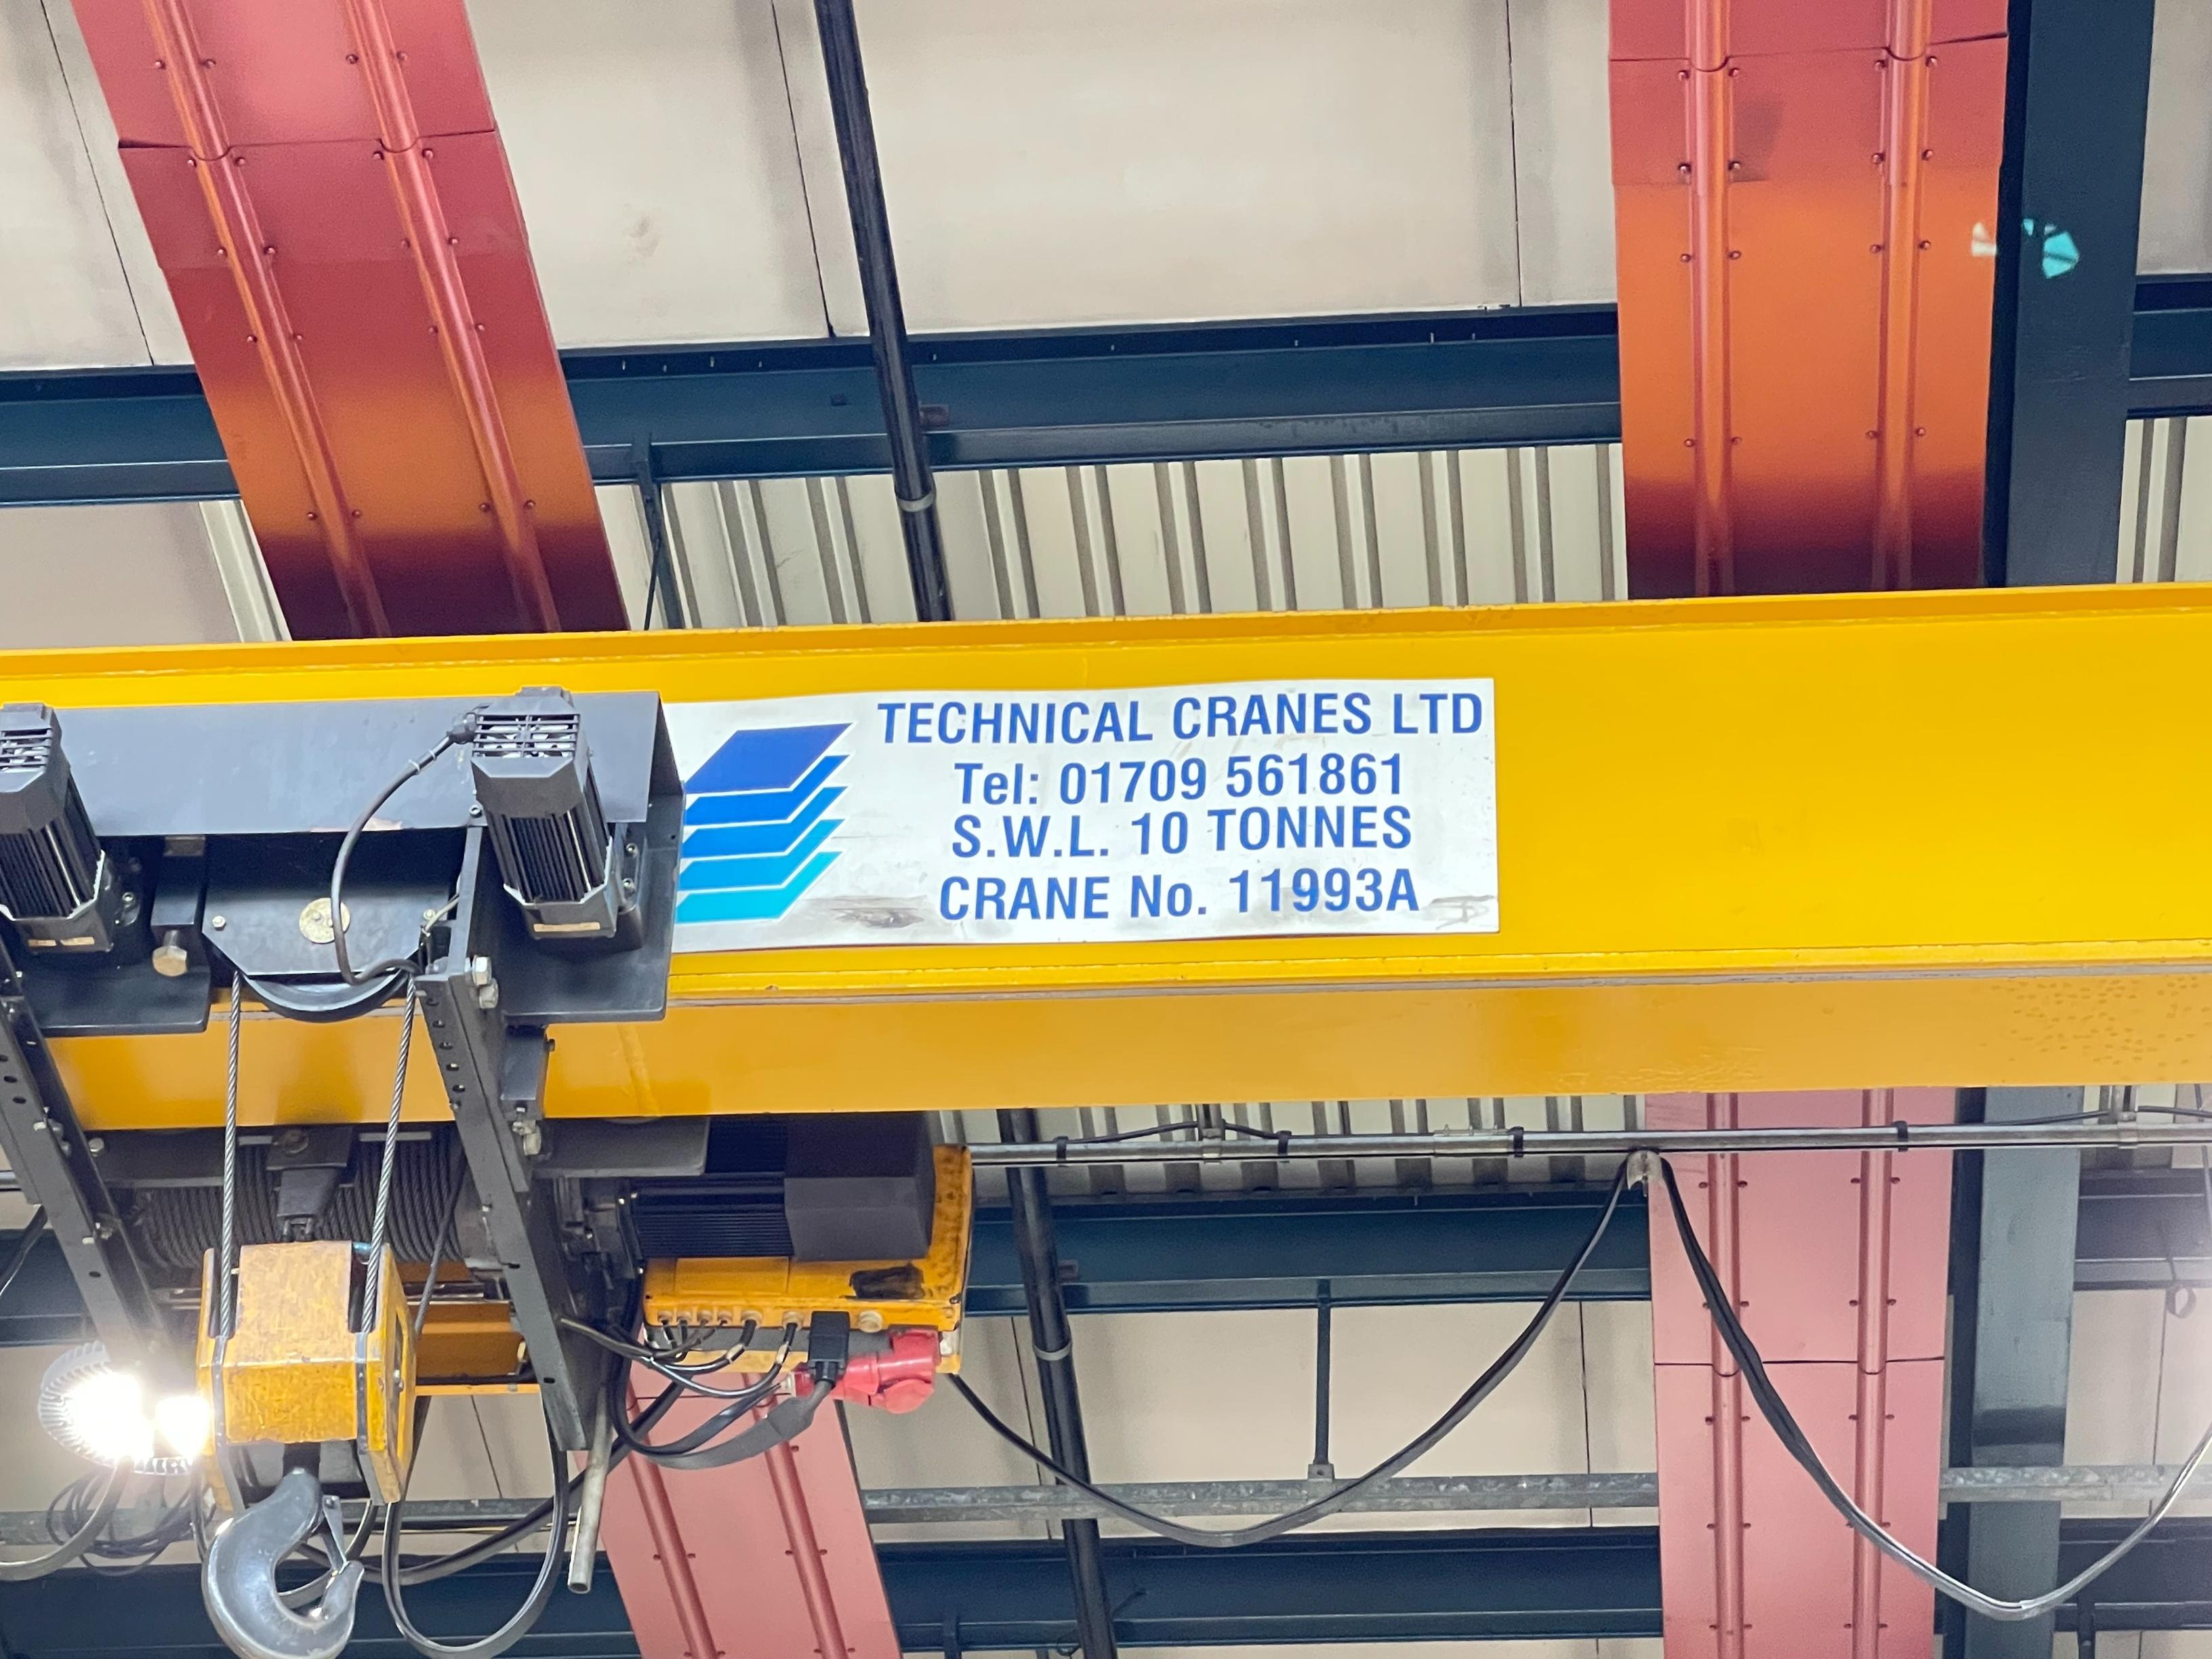 TECHNICAL CRANES LTD
Tel: 01709 561861
S.W.L. 10 TONNES
CRANE No. 11993A